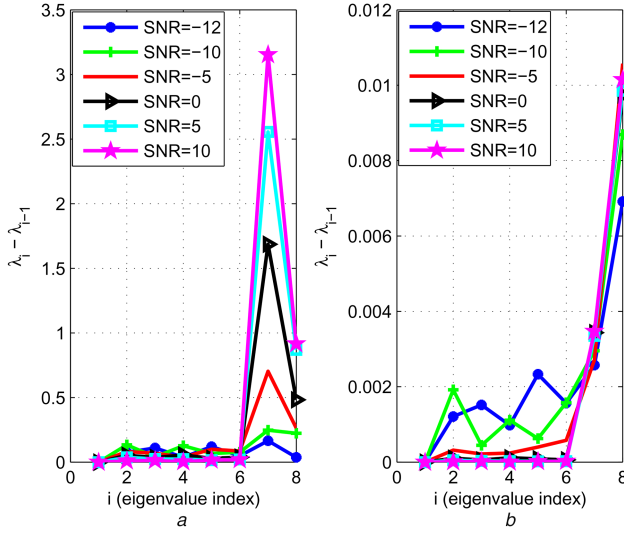 3.5
3
2.5
2
1.5
1
0.5
0
λi − λi−1
SNR=−12
SNR=−10
SNR=−5
SNR=0
SNR=5
SNR=10
0 2 4 6 8
i (eigenvalue index)
a
0.012
0.010
0.008
0.006
0.004
0.002
0
λi − λi−1
SNR=−12
SNR=−10
SNR=−5
SNR=0
SNR=5
SNR=10
0 2 4 6 8
i (eigenvalue index)
b